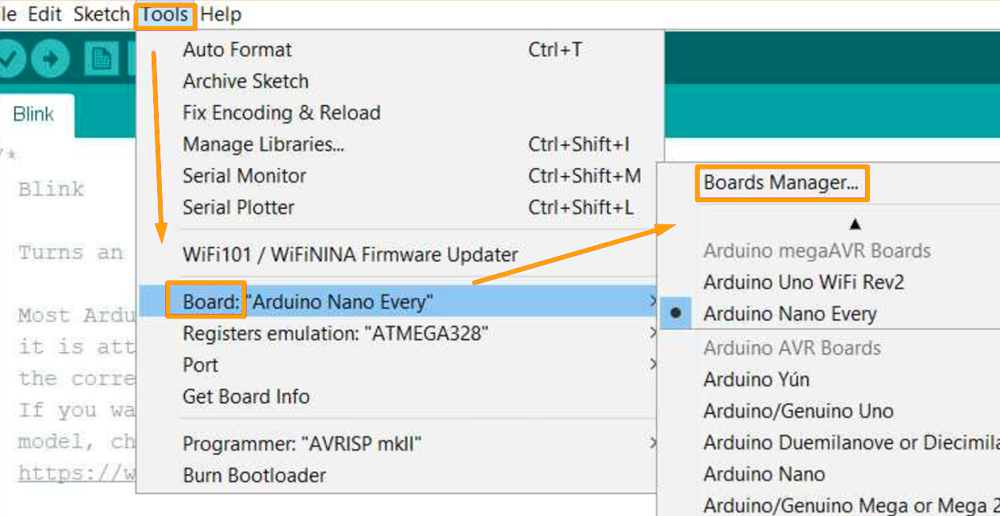 le Edit Sketch Tools Help
Auto Format Ctrl+T
Archive Sketch
Fix Encoding & Reload
Manage Libraries... Ctrl+Shift+I
Serial Monitor Ctrl+Shift+M
Serial Plotter Ctrl+Shift+L
WiFi101 / WiFiNINA Firmware Updater
Board: "Arduino Nano Every"
Registers emulation: "ATMEGA328"
Port
Get Board Info
Programmer: "AVRISP mkII"
Burn Bootloader
Boards Manager...
Arduino megaAVR Boards
Arduino Uno WiFi Rev2
Arduino Nano Every
Arduino AVR Boards
Arduino Yún
Arduino/Genuino Uno
Arduino Duemilanove or Diecimila
Arduino Nano
Arduino/Genuino Mega or Mega 2
Blink
/*
Blink
Turns an
Most Ardu
it is att
the corre
If you wa
model, ch
https://w